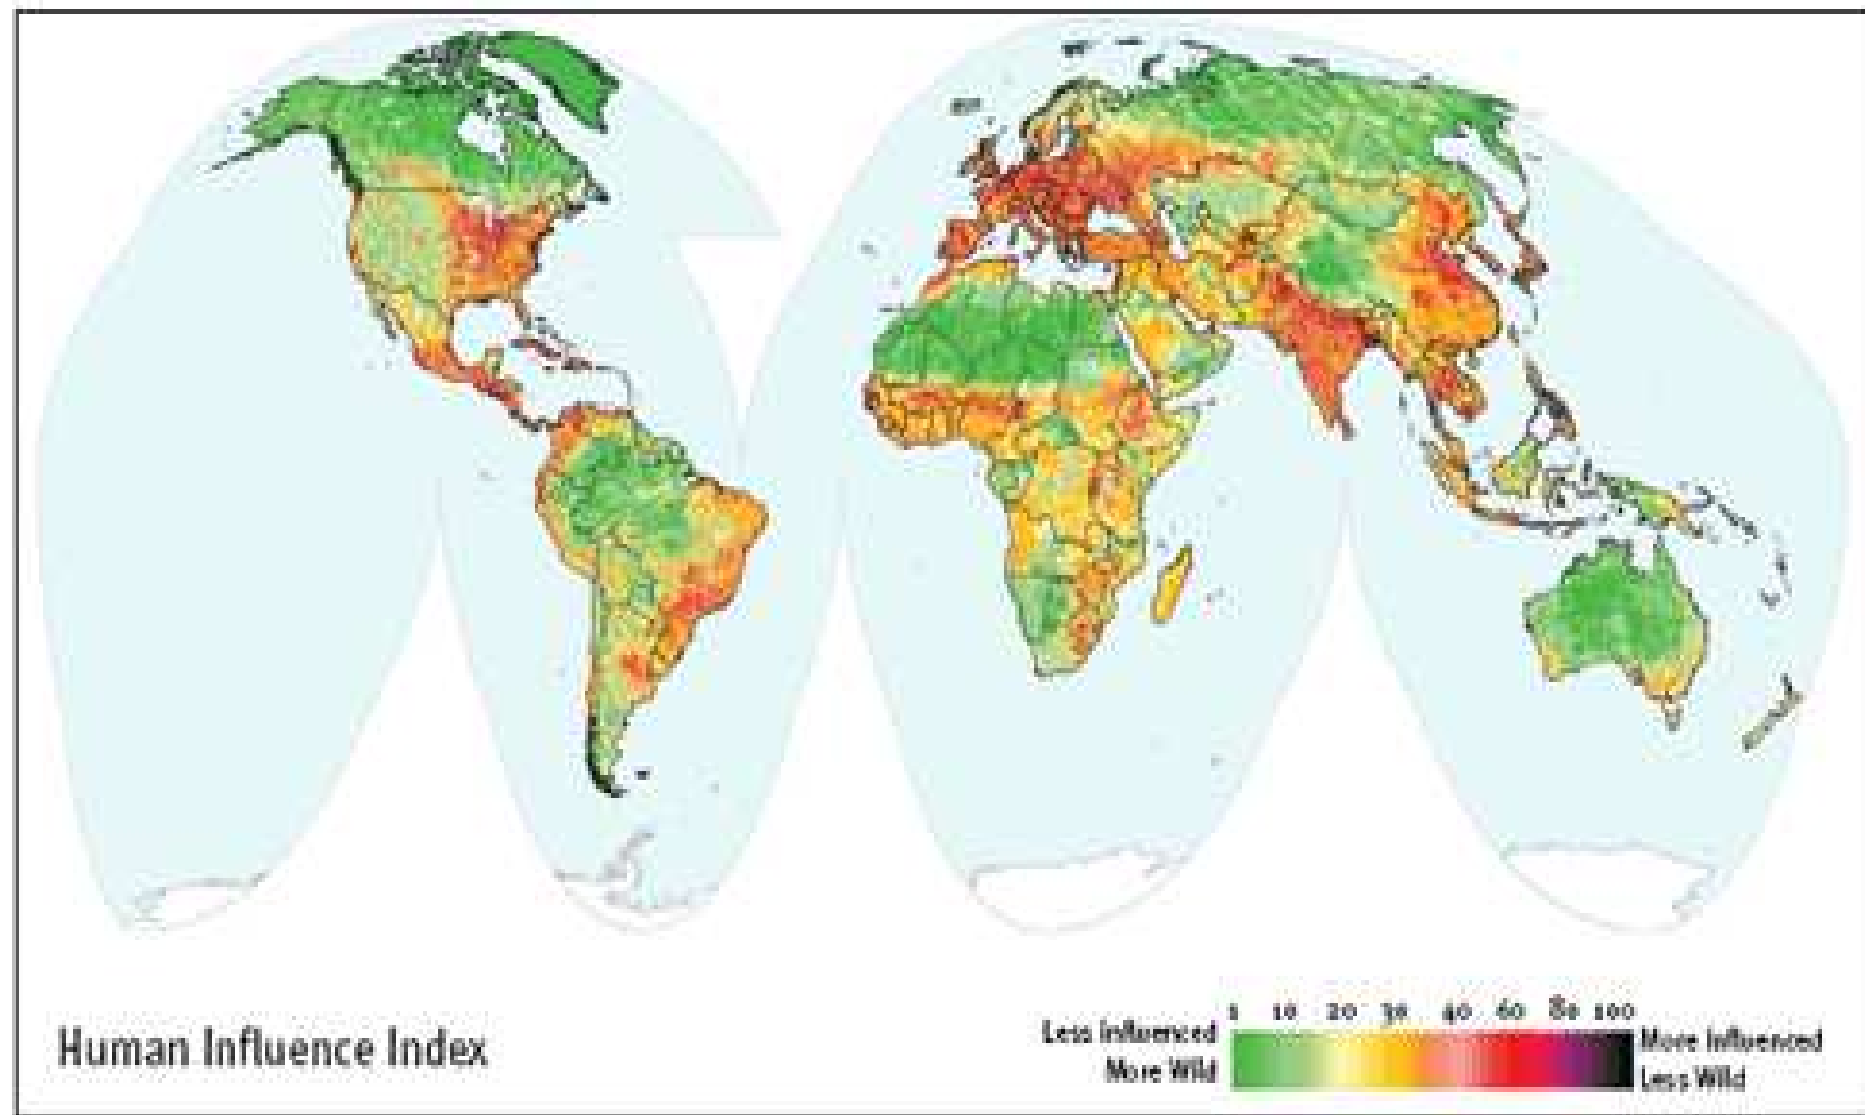 Human Influence Index
1 10 20 30 40 60 80 100
Less Influenced
More Wild
More Influenced
Less Wild